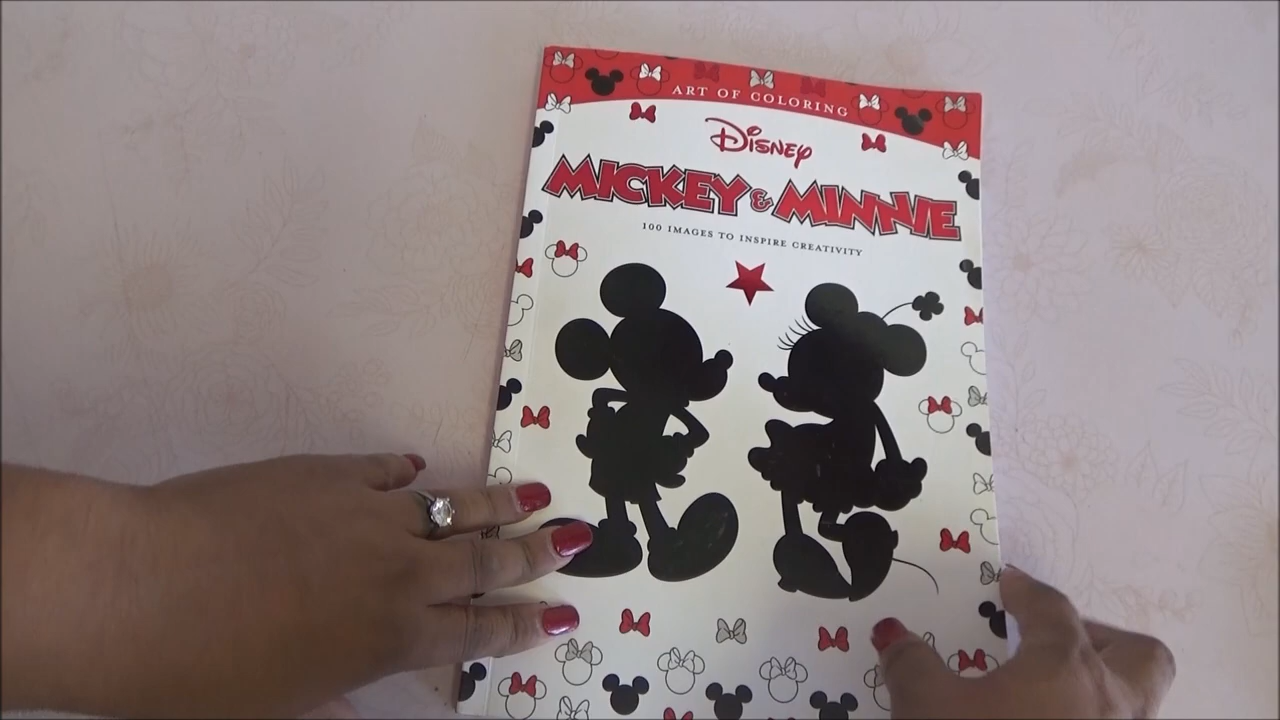 ART OF COLORING
Disney
MICKEY & MINNIE
100 IMAGES TO INSPIRE CREATIVITY